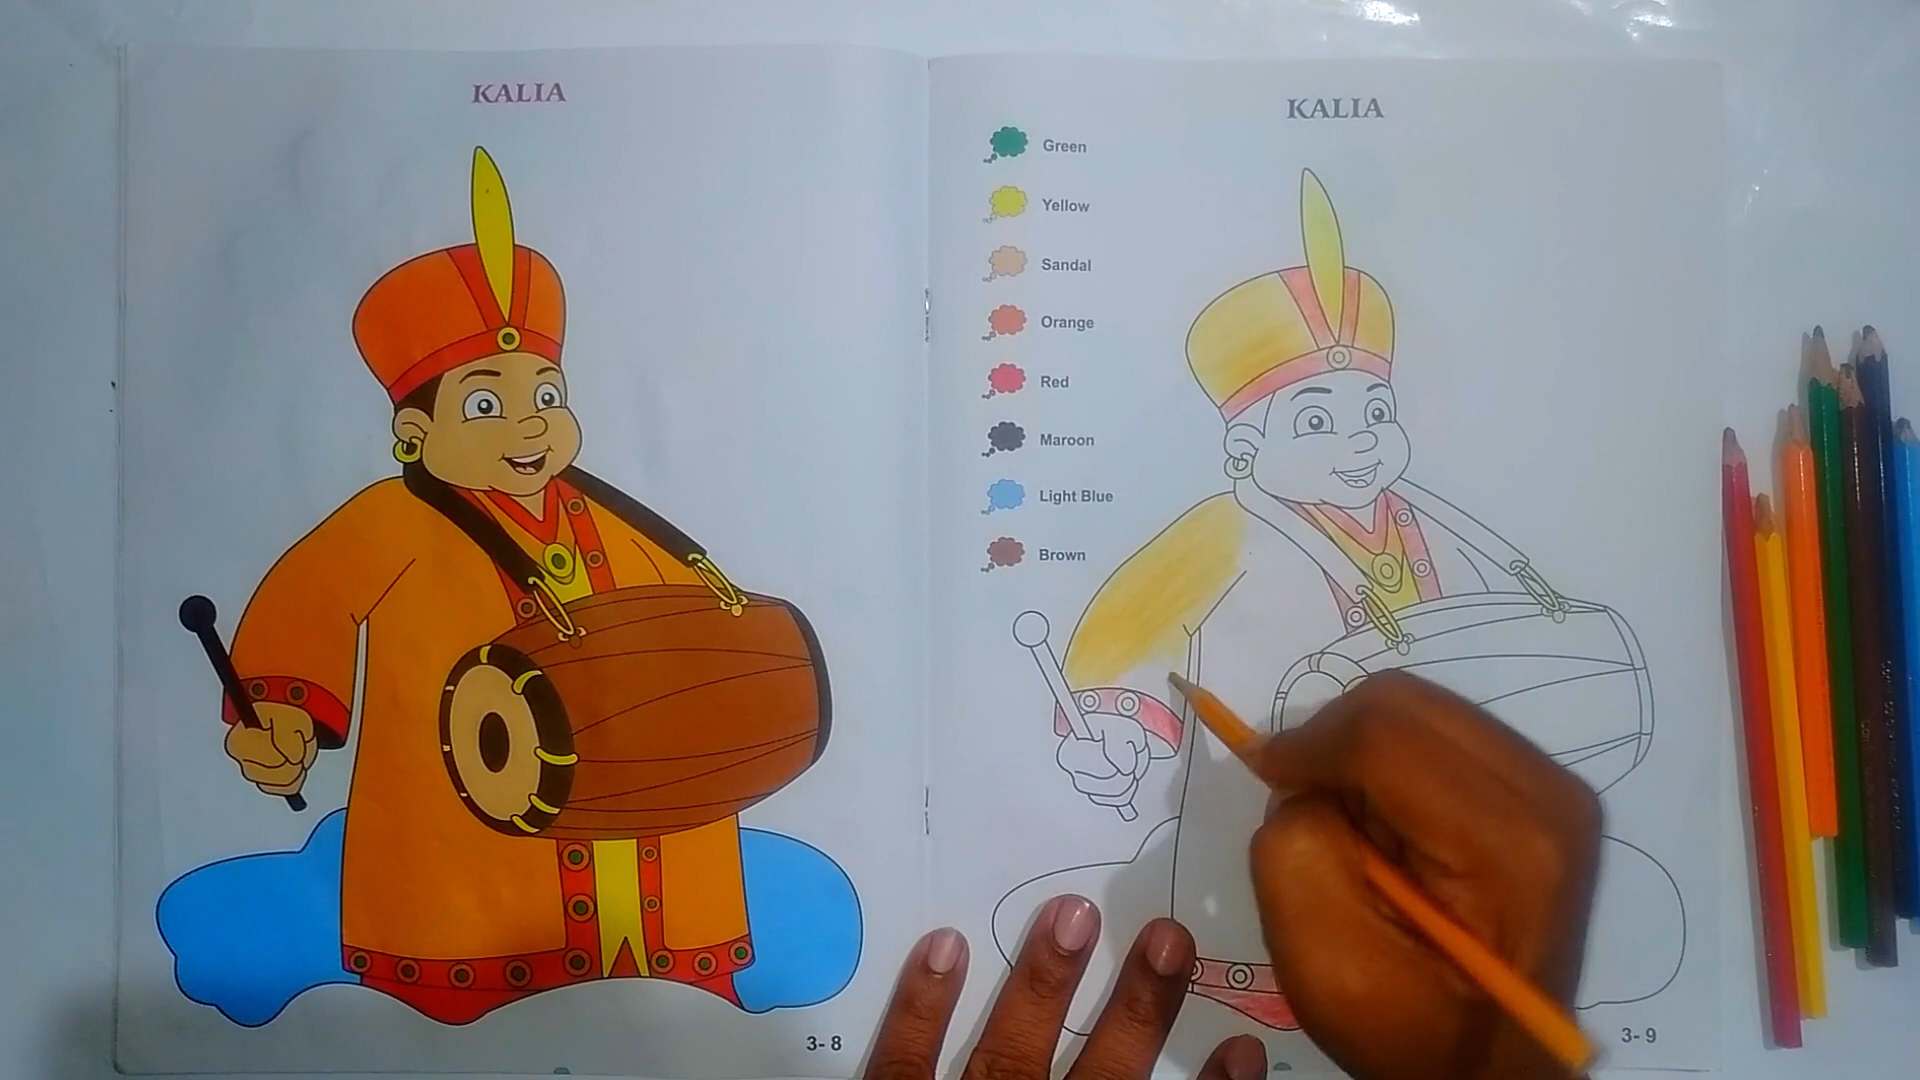 KALIA
3- 8
KALIA
Green
Yellow
Sandal
Orange
Red
Maroon
Light Blue
Brown
3- 9